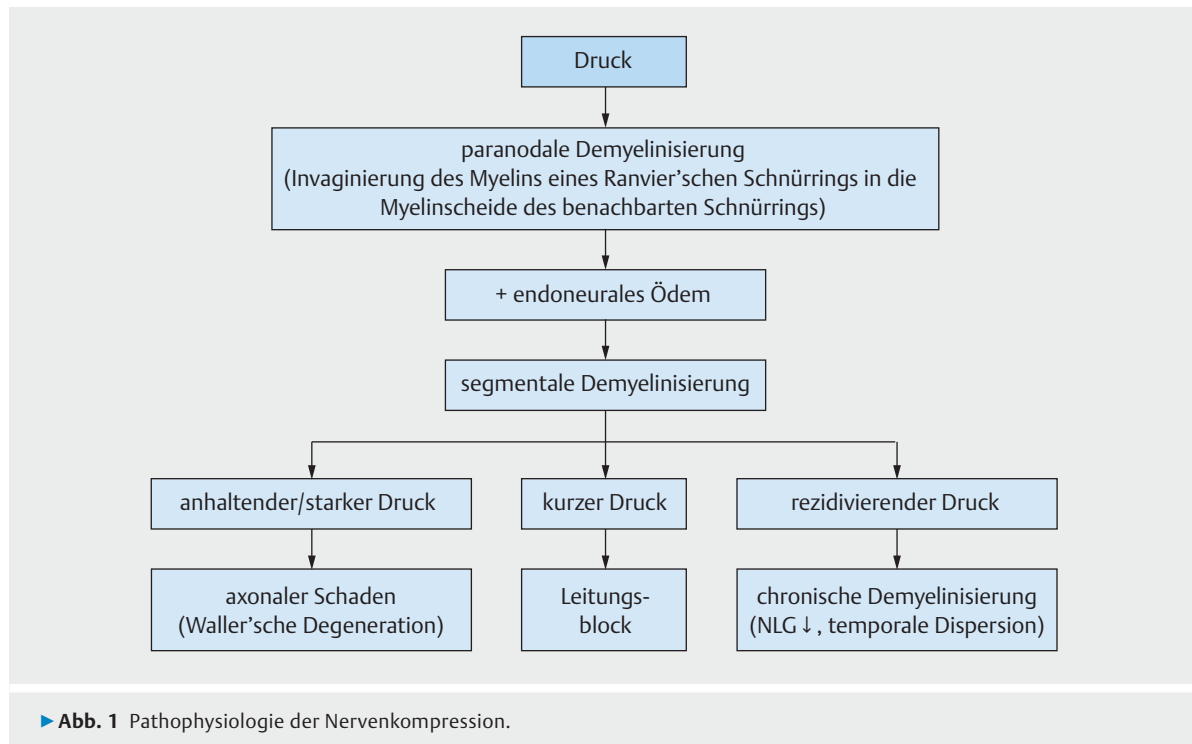 Druck
paranodale Demyelinisierung
(Invaginierung des Myelins eines Ranvier’schen Schnürrings in die
Myelinscheide des benachbarten Schnürrings)
+ endoneurales Ödem
segmentale Demyelinisierung
anhaltender/starker Druck
kurzer Druck
rezidivierender Druck
axonaler Schaden
(Waller’sche Degeneration)
Leitungs-
block
chronische Demyelinisierung
(NLG ↓, temporale Dispersion)
▶ Abb. 1 Pathophysiologie der Nervenkompression.